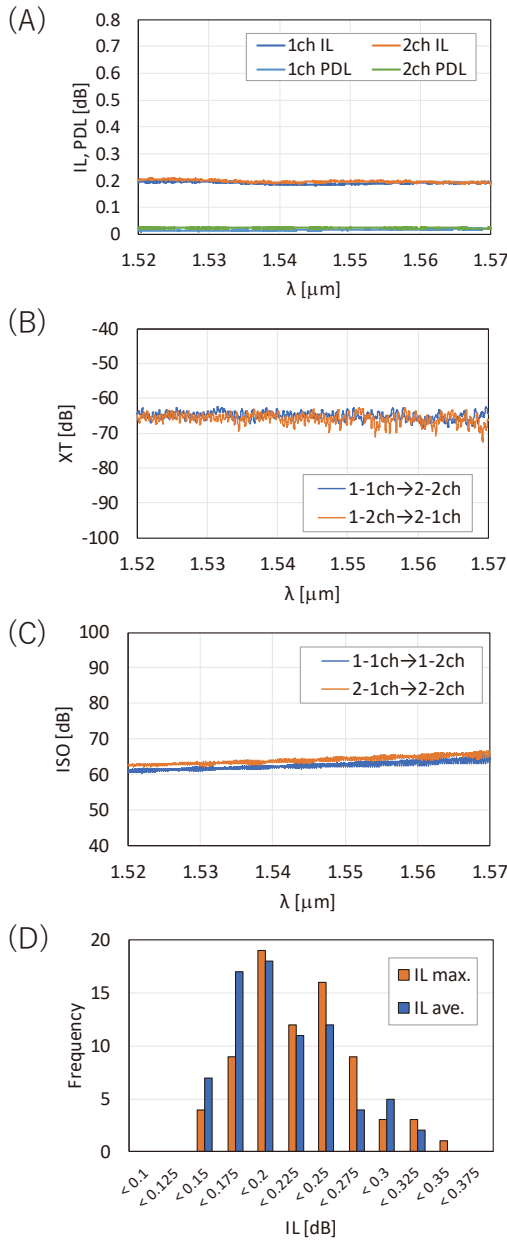 (A)
0.8
0.7
0.6
0.5
0.4
0.3
0.2
0.1
0
IL, PDL [dB]
1ch IL
2ch IL
1ch PDL
2ch PDL
1.52 1.53 1.54 1.55 1.56 1.57
λ [μm]
(B)
-40
-50
-60
-70
-80
-90
-100
XT [dB]
1-1ch→2-2ch
1-2ch→2-1ch
1.52 1.53 1.54 1.55 1.56 1.57
λ [μm]
(C)
100
90
80
70
60
50
40
ISO [dB]
1-1ch→1-2ch
2-1ch→2-2ch
1.52 1.53 1.54 1.55 1.56 1.57
λ [μm]
(D)
20
15
10
5
0
Frequency
IL max.
IL ave.
< 0.1 < 0.125 < 0.15 < 0.175 < 0.2 < 0.225 < 0.25 < 0.275 < 0.3 < 0.325 < 0.35 < 0.375
IL [dB]